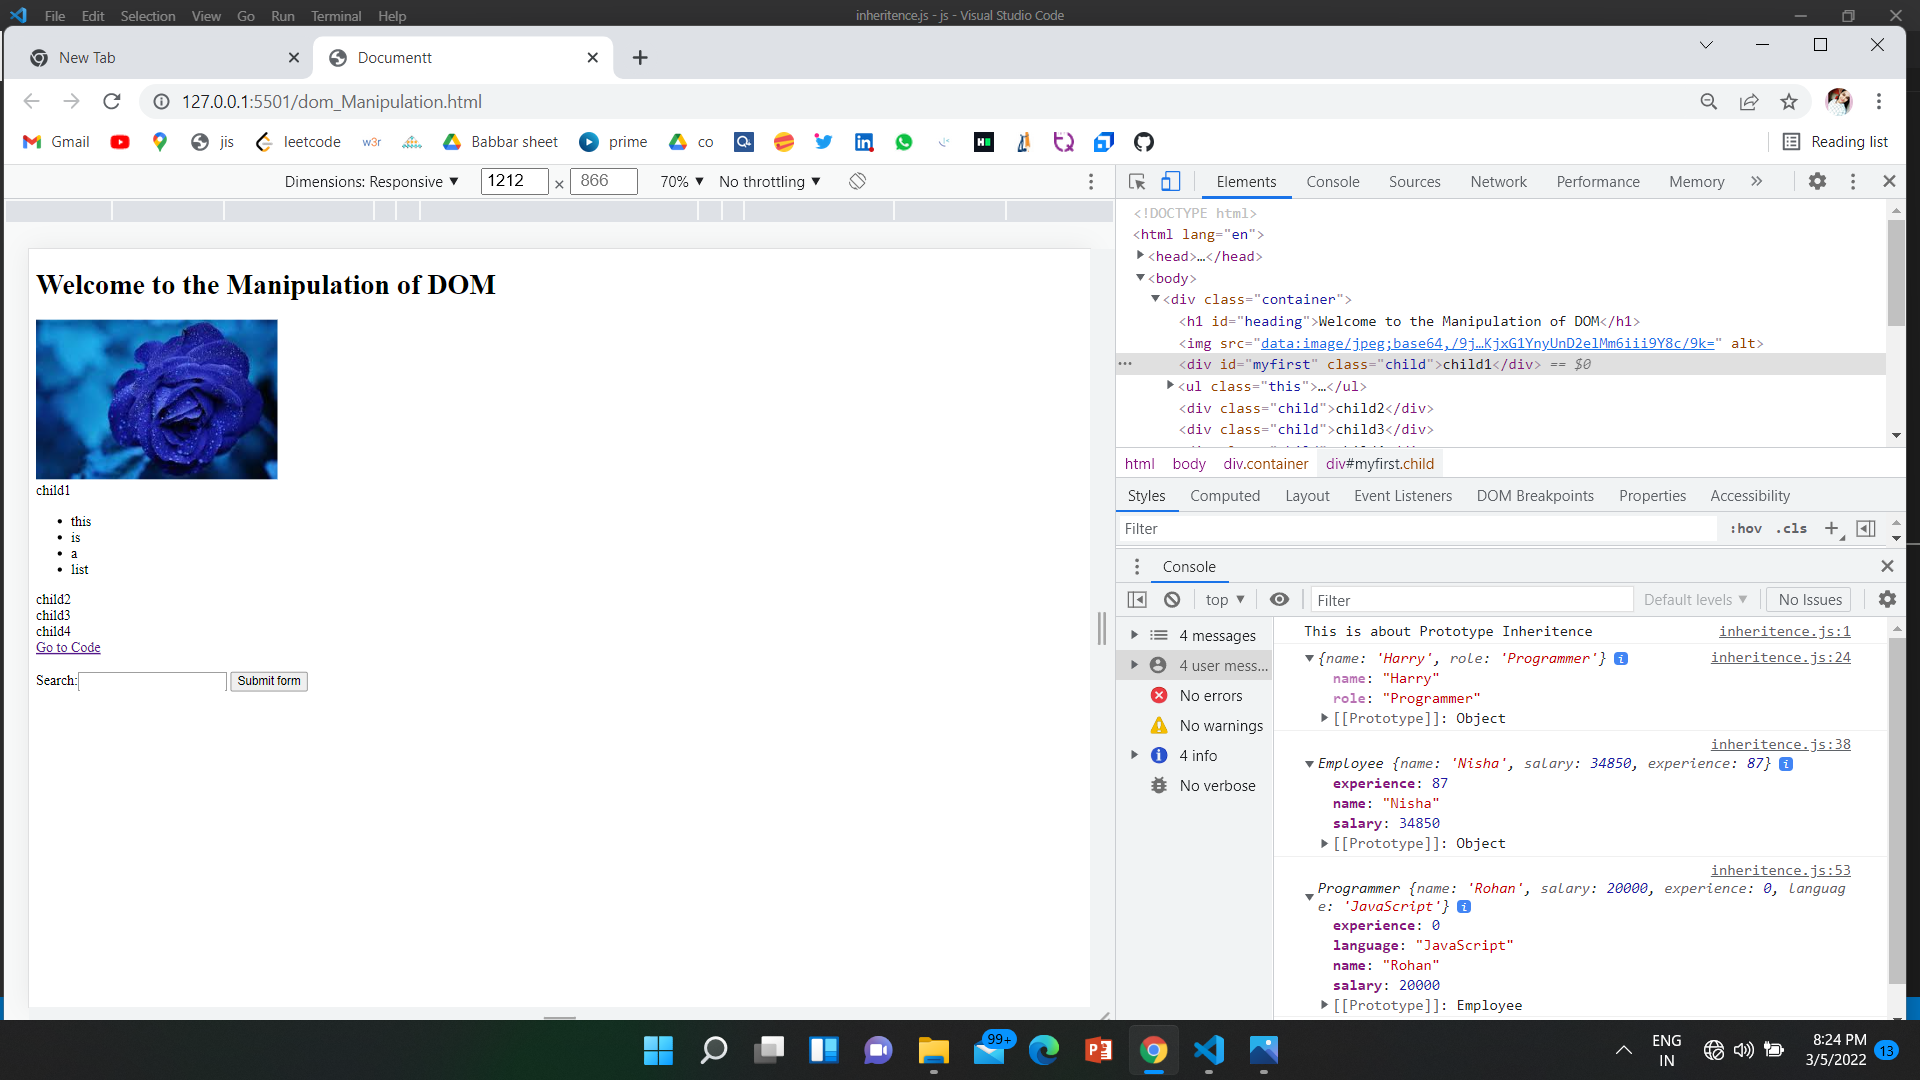 File Edit Selection View Go Run Terminal Help inheritence.js - js - Visual Studio Code
New Tab
Documentt
127.0.0.1:5501/dom_Manipulation.html
Gmail jis leetcode w3r Babbar sheet prime co Reading list
Dimensions: Responsive ▼ 1212 × 866 70% ▼ No throttling ▼
Elements Console Sources Network Performance Memory »
Welcome to the Manipulation of DOM
child1
• this
• is
• a
• list
child2
child3
child4
Go to Code
Search: Submit form
<!DOCTYPE html>
<html lang="en">
▶<head>…</head>
▼<body>
▼<div class="container">
<h1 id="heading">Welcome to the Manipulation of DOM</h1>
<img src="data:image/jpeg;base64,/9j…KjxG1YnyUnD2elMm6iii9Y8c/9k=" alt>
<div id="myfirst" class="child">child1</div> == $0
▶<ul class="this">…</ul>
<div class="child">child2</div>
<div class="child">child3</div>
html body div.container div#myfirst.child
Styles Computed Layout Event Listeners DOM Breakpoints Properties Accessibility
Filter :hov .cls +
Console
top ▼ Filter Default levels ▼ No Issues
4 messages
4 user mess...
No errors
No warnings
4 info
No verbose
This is about Prototype Inheritence inheritence.js:1
▼{name: 'Harry', role: 'Programmer'} i inheritence.js:24
name: "Harry"
role: "Programmer"
▶[[Prototype]]: Object
inheritence.js:38
▼Employee {name: 'Nisha', salary: 34850, experience: 87} i
experience: 87
name: "Nisha"
salary: 34850
▶[[Prototype]]: Object
inheritence.js:53
Programmer {name: 'Rohan', salary: 20000, experience: 0, languag
▼e: 'JavaScript'} i
experience: 0
language: "JavaScript"
name: "Rohan"
salary: 20000
▶[[Prototype]]: Employee
99+
ENG
IN
8:24 PM
3/5/2022
13